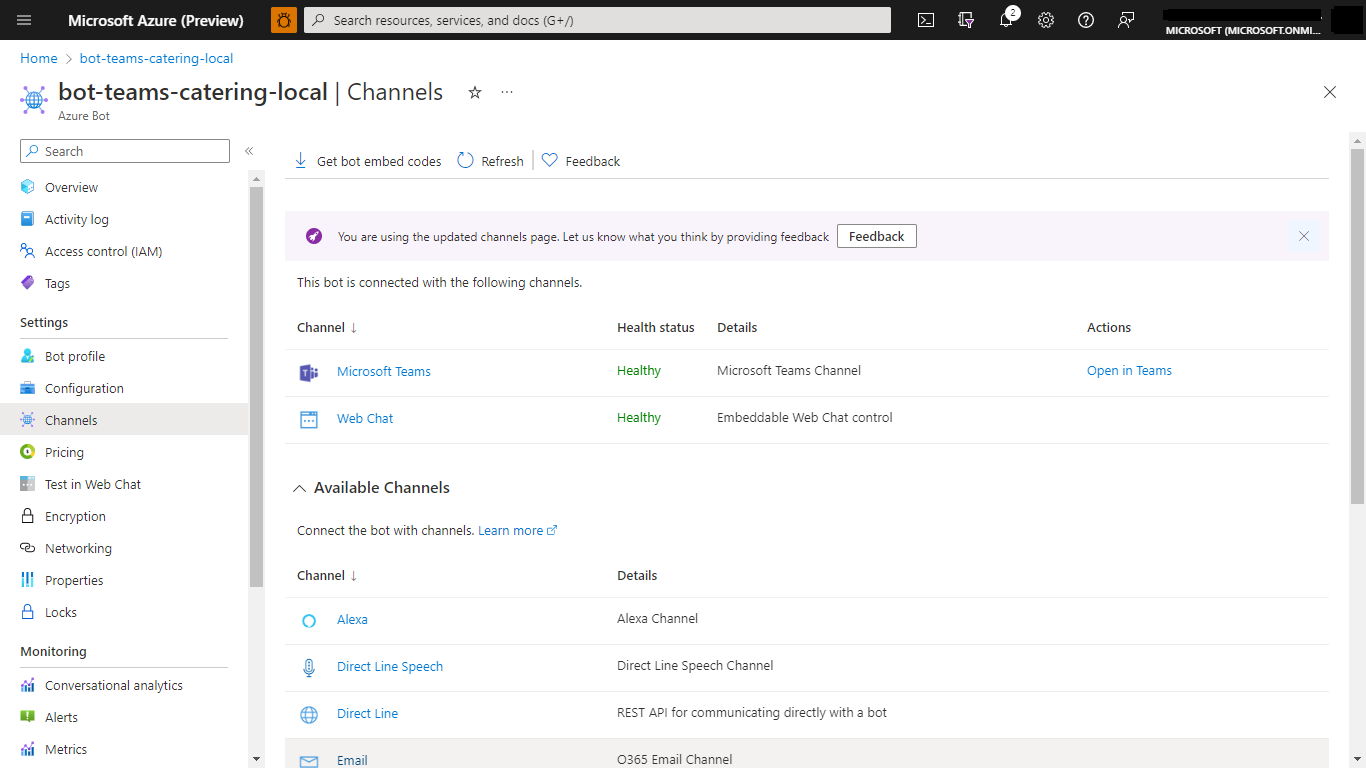 Microsoft Azure (Preview)
Search resources, services, and docs (G+/)
2
MICROSOFT (MICROSOFT.ONMI...
Home > bot-teams-catering-local
bot-teams-catering-local | Channels
Azure Bot
Search
Overview
Activity log
Access control (IAM)
Tags
Settings
Bot profile
Configuration
Channels
Pricing
Test in Web Chat
Encryption
Networking
Properties
Locks
Monitoring
Conversational analytics
Alerts
Metrics
Get bot embed codes Refresh Feedback
You are using the updated channels page. Let us know what you think by providing feedback Feedback
This bot is connected with the following channels.
Channel ↓ Health status Details Actions
Microsoft Teams Healthy Microsoft Teams Channel Open in Teams
Web Chat Healthy Embeddable Web Chat control
Available Channels
Connect the bot with channels. Learn more
Channel ↓ Details
Alexa Alexa Channel
Direct Line Speech Direct Line Speech Channel
Direct Line REST API for communicating directly with a bot
Email O365 Email Channel